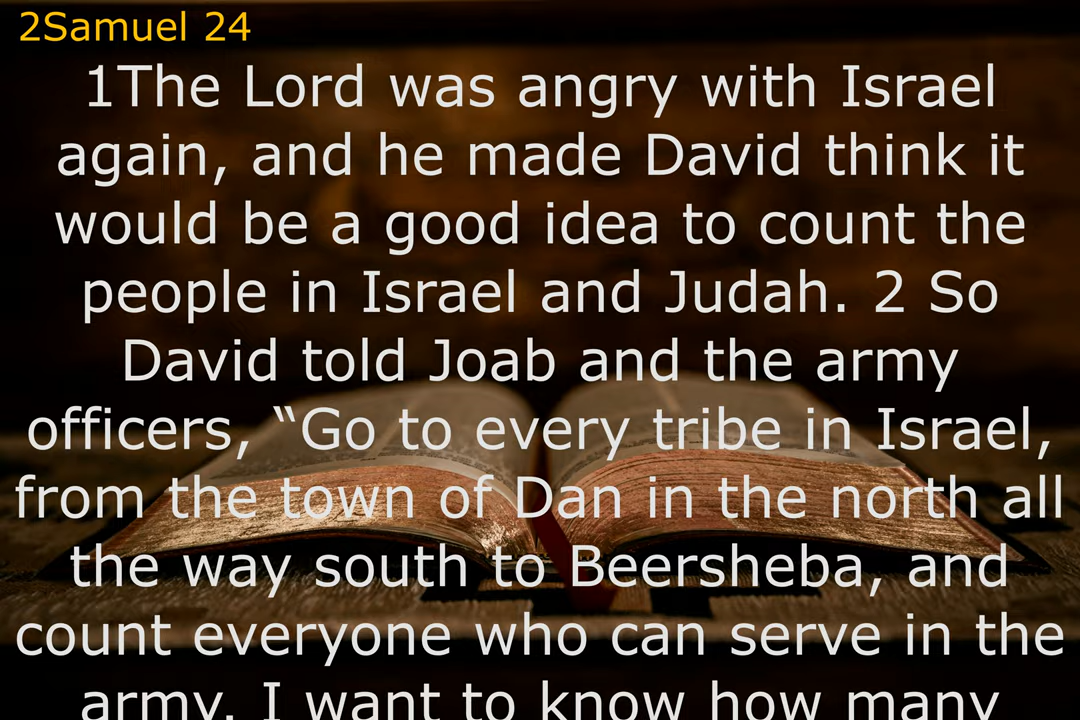 2Samuel 24
1The Lord was angry with Israel
again, and he made David think it
would be a good idea to count the
people in Israel and Judah. 2 So
David told Joab and the army
officers, “Go to every tribe in Israel,
from the town of Dan in the north all
the way south to Beersheba, and
count everyone who can serve in the
army. I want to know how many